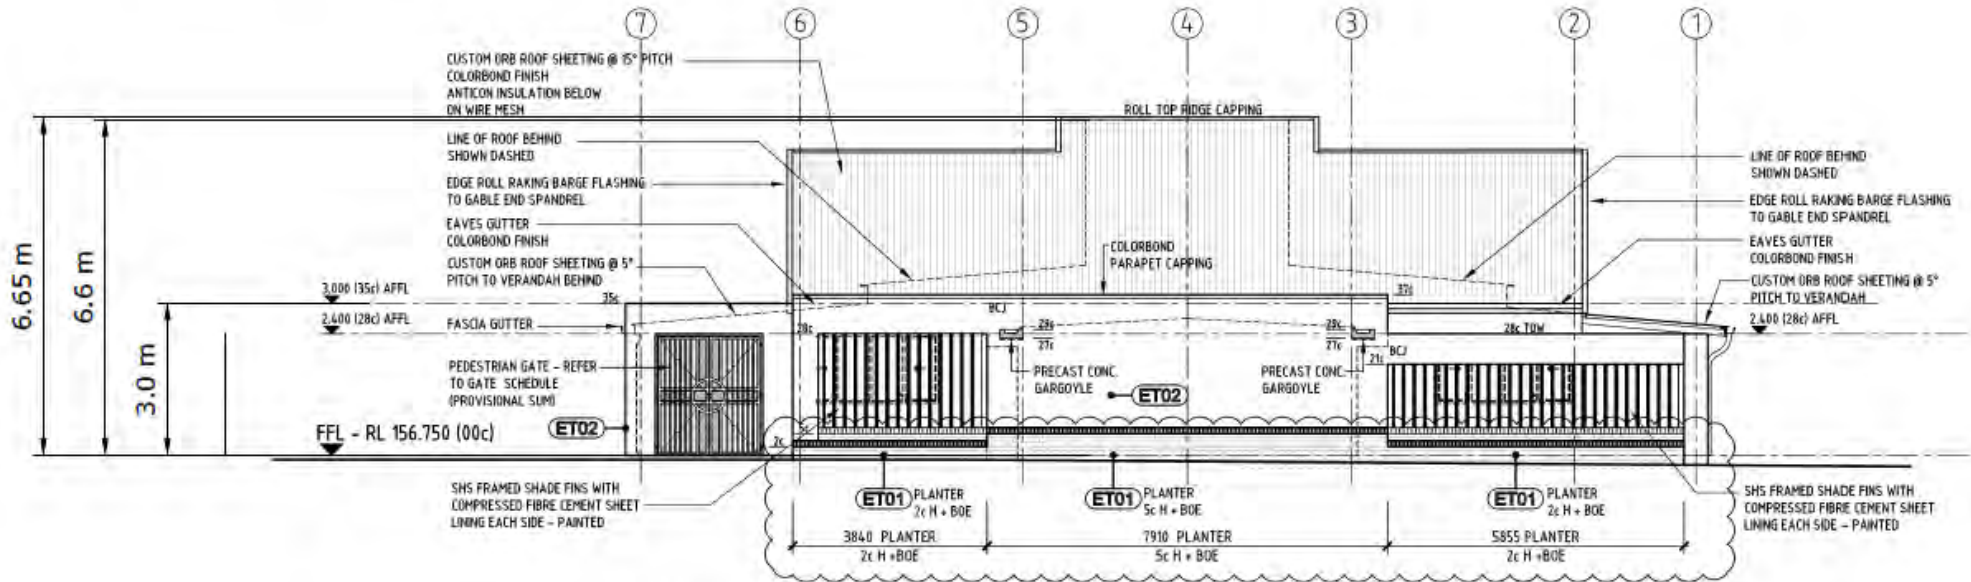 7
6
5
4
3
2
1
CUSTOM ORB ROOF SHEETING @ 15° PITCH
COLORBOND FINISH
ANTICON INSULATION BELOW
ON WIRE MESH
ROLL TOP RIDGE CAPPING
LINE OF ROOF BEHIND
SHOWN DASHED
LINE OF ROOF BEHIND
SHOWN DASHED
EDGE ROLL RAKING BARGE FLASHING
TO GABLE END SPANDREL
EDGE ROLL RAKING BARGE FLASHING
TO GABLE END SPANDREL
EAVES GUTTER
COLORBOND FINISH
EAVES GUTTER
COLORBOND FINISH
COLORBOND
PARAPET CAPPING
CUSTOM ORB ROOF SHEETING @ 5°
PITCH TO VERANDAH BEHIND
CUSTOM ORB ROOF SHEETING @ 5°
PITCH TO VERANDAH
6.65 m
6.6 m
3.0 m
3,000 (35c) AFFL
35c
37c
BCJ
2,400 (28c) AFFL
FASCIA GUTTER
28c
28c
28c
28c TOW
2,400 (28c) AFFL
27c
27c
21c
BCJ
PEDESTRIAN GATE - REFER
TO GATE SCHEDULE
(PROVISIONAL SUM)
PRECAST CONC.
GARGOYLE
PRECAST CONC.
GARGOYLE
ET02
ET02
FFL - RL 156.750 (00c)
5c
2c
SHS FRAMED SHADE FINS WITH
COMPRESSED FIBRE CEMENT SHEET
LINING EACH SIDE - PAINTED
ET01 PLANTER
2c H + BOE
ET01 PLANTER
5c H + BOE
ET01 PLANTER
2c H + BOE
SHS FRAMED SHADE FINS WITH
COMPRESSED FIBRE CEMENT SHEET
LINING EACH SIDE - PAINTED
3840 PLANTER
2c H +BOE
7910 PLANTER
5c H +BOE
5855 PLANTER
2c H +BOE